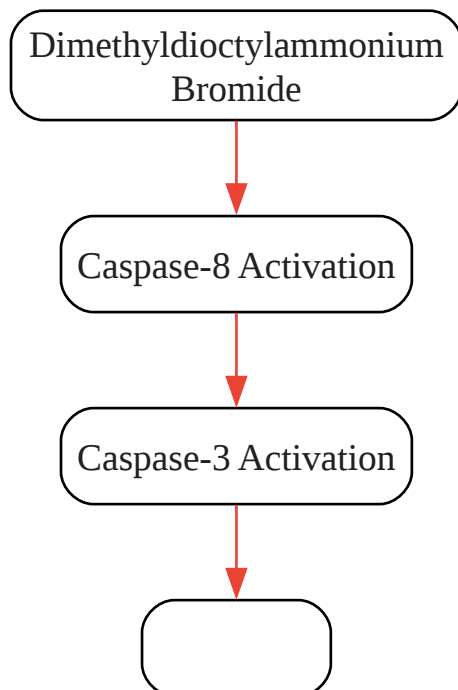 Dimethyldioctylammonium
Bromide
Caspase-8 Activation
Caspase-3 Activation